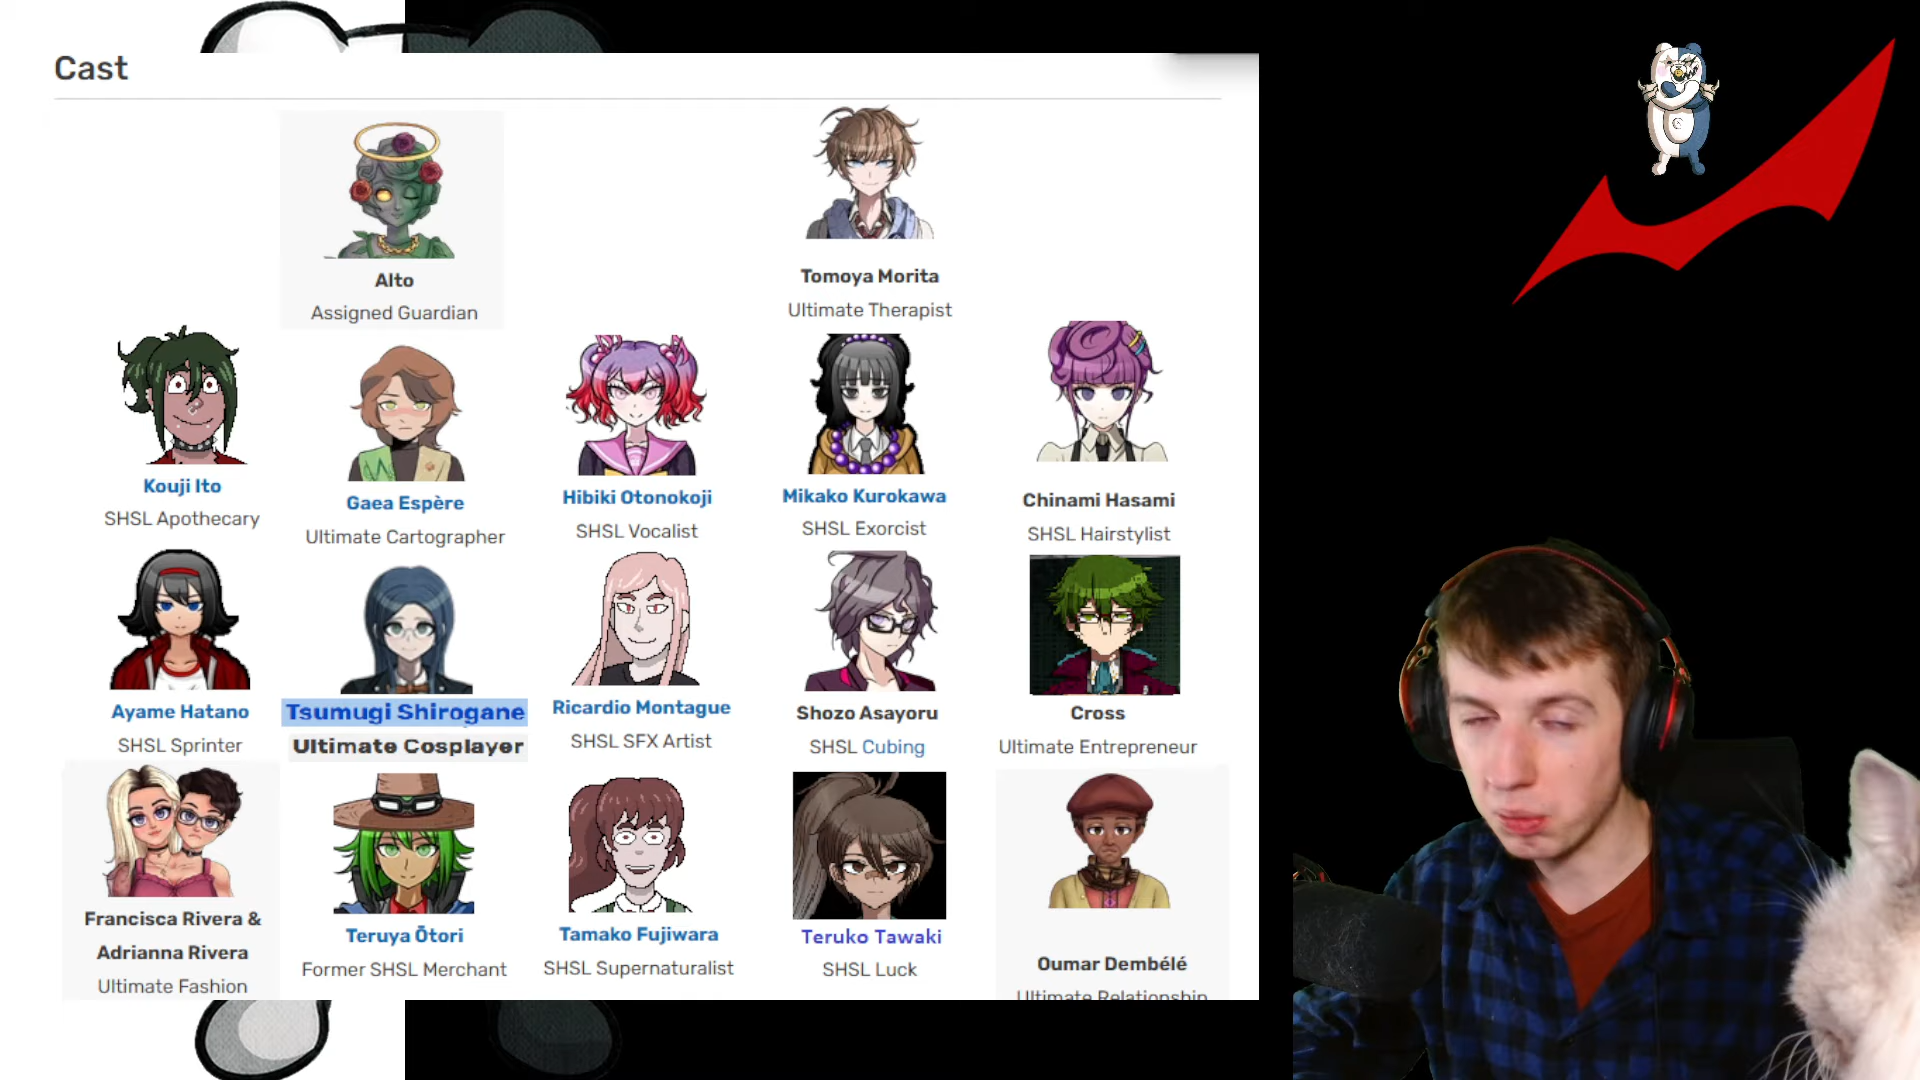 Cast
Alto
Assigned Guardian
Tomoya Morita
Ultimate Therapist
Kouji Ito
SHSL Apothecary
Gaea Espère
Ultimate Cartographer
Hibiki Otonokoji
SHSL Vocalist
Mikako Kurokawa
SHSL Exorcist
Chinami Hasami
SHSL Hairstylist
Ayame Hatano
SHSL Sprinter
Tsumugi Shirogane
Ultimate Cosplayer
Ricardio Montague
SHSL SFX Artist
Shozo Asayoru
SHSL Cubing
Cross
Ultimate Entrepreneur
Francisca Rivera &
Adrianna Rivera
Ultimate Fashion
Teruya Ōtori
Former SHSL Merchant
Tamako Fujiwara
SHSL Supernaturalist
Teruko Tawaki
SHSL Luck
Oumar Dembélé
Ultimate Relationship